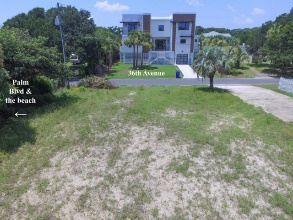 36th Avenue
Palm
Blvd &
the beach
←